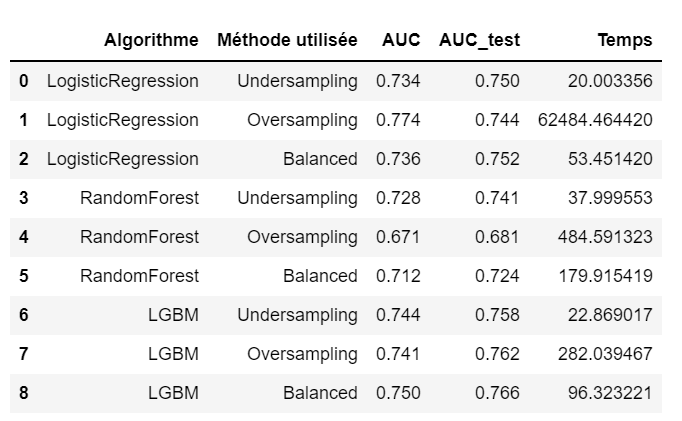 Algorithme Méthode utilisée AUC AUC_test Temps
0 LogisticRegression Undersampling 0.734 0.750 20.003356
1 LogisticRegression Oversampling 0.774 0.744 62484.464420
2 LogisticRegression Balanced 0.736 0.752 53.451420
3 RandomForest Undersampling 0.728 0.741 37.999553
4 RandomForest Oversampling 0.671 0.681 484.591323
5 RandomForest Balanced 0.712 0.724 179.915419
6 LGBM Undersampling 0.744 0.758 22.869017
7 LGBM Oversampling 0.741 0.762 282.039467
8 LGBM Balanced 0.750 0.766 96.323221